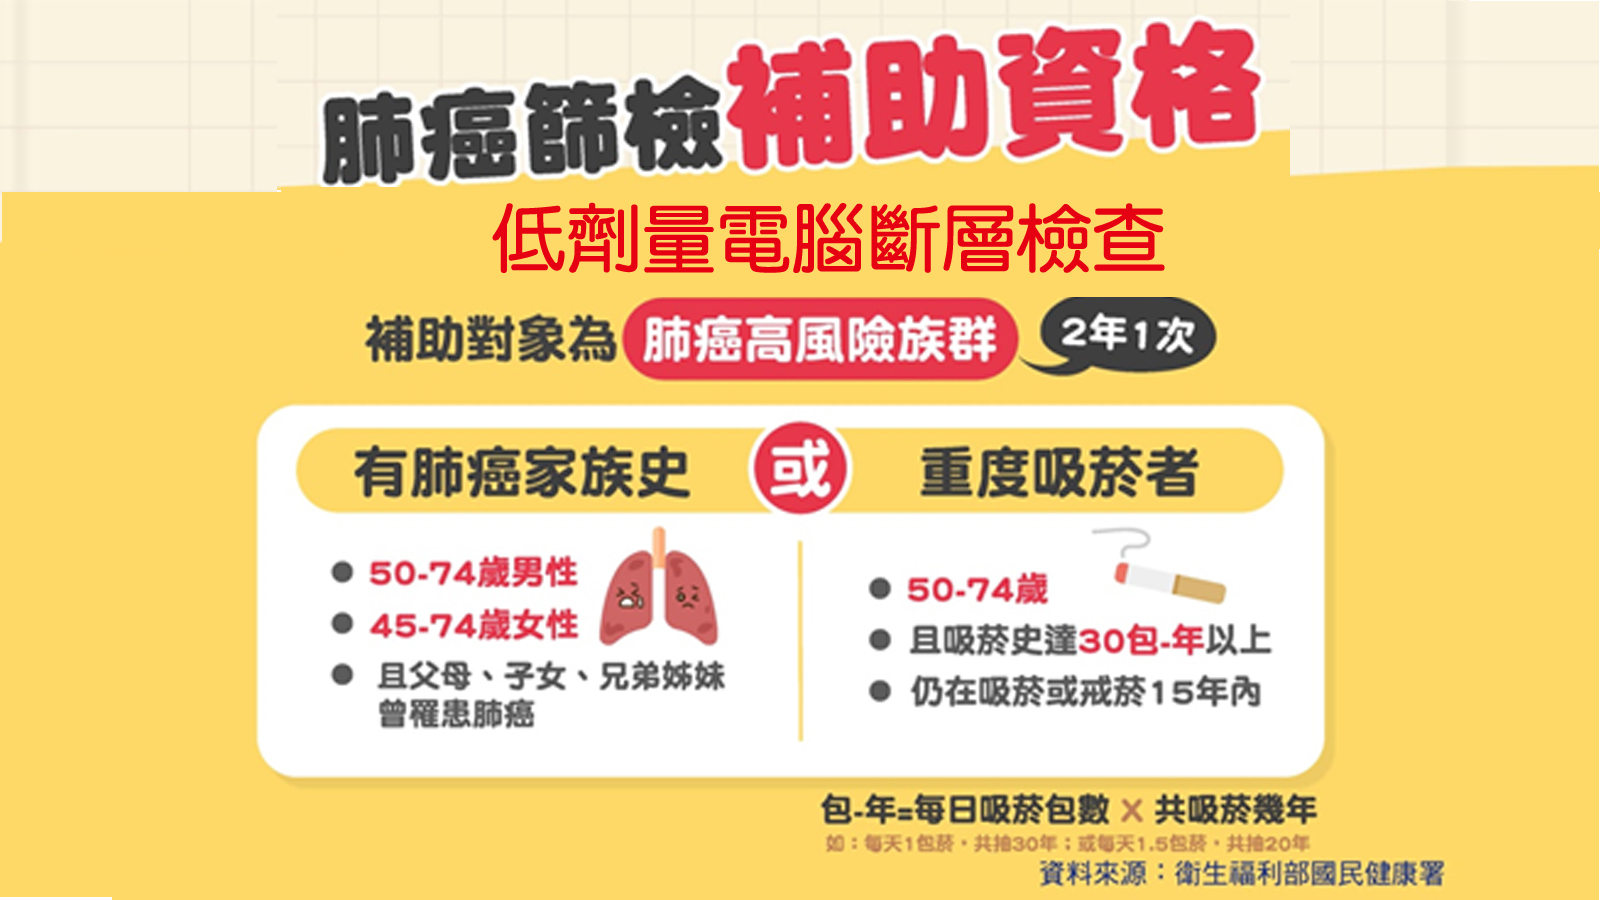 肺癌篩檢補助資格
低劑量電腦斷層檢查
補助對象為 肺癌高風險族群 2年1次
有肺癌家族史 或 重度吸菸者
50-74歲男性
45-74歲女性
且父母、子女、兄弟姊妹
曾罹患肺癌
50-74歲
且吸菸史達30包-年以上
仍在吸菸或戒菸15年內
包-年=每日吸菸包數 X 共吸菸幾年
如：每天1包菸，共抽30年；或每天1.5包菸，共抽20年
資料來源：衛生福利部國民健康署